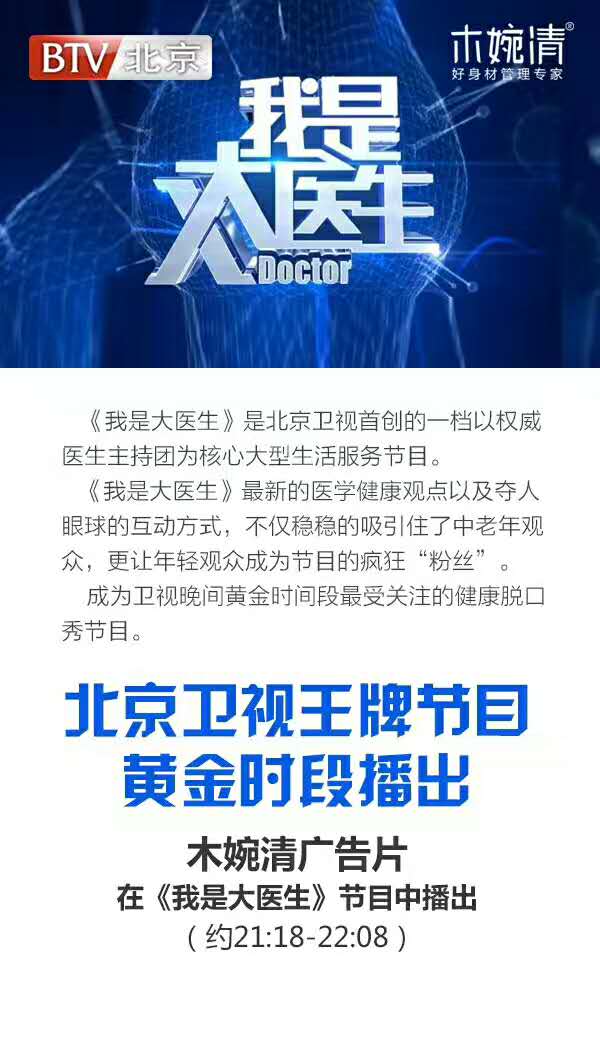 BTV 北京
木婉清®
好身材管理专家
我是
大医生
Doctor
《我是大医生》是北京卫视首创的一档以权威
医生主持团为核心大型生活服务节目。
《我是大医生》最新的医学健康观点以及夺人
眼球的互动方式，不仅稳稳的吸引住了中老年观
众，更让年轻观众成为节目的疯狂“粉丝”。
成为卫视晚间黄金时间段最受关注的健康脱口
秀节目。
北京卫视王牌节目
黄金时段播出
木婉清广告片
在《我是大医生》节目中播出
（约21:18-22:08）